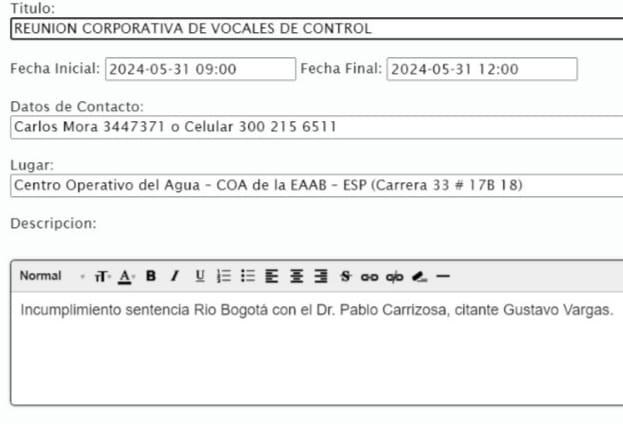 Titulo:
REUNION CORPORATIVA DE VOCALES DE CONTROL
Fecha Inicial: 2024-05-31 09:00 Fecha Final: 2024-05-31 12:00
Datos de Contacto:
Carlos Mora 3447371 o Celular 300 215 6511
Lugar:
Centro Operativo del Agua - COA de la EAAB - ESP (Carrera 33 # 17B 18)
Descripcion:
Normal
Incumplimiento sentencia Rio Bogotá con el Dr. Pablo Carrizosa, citante Gustavo Vargas.